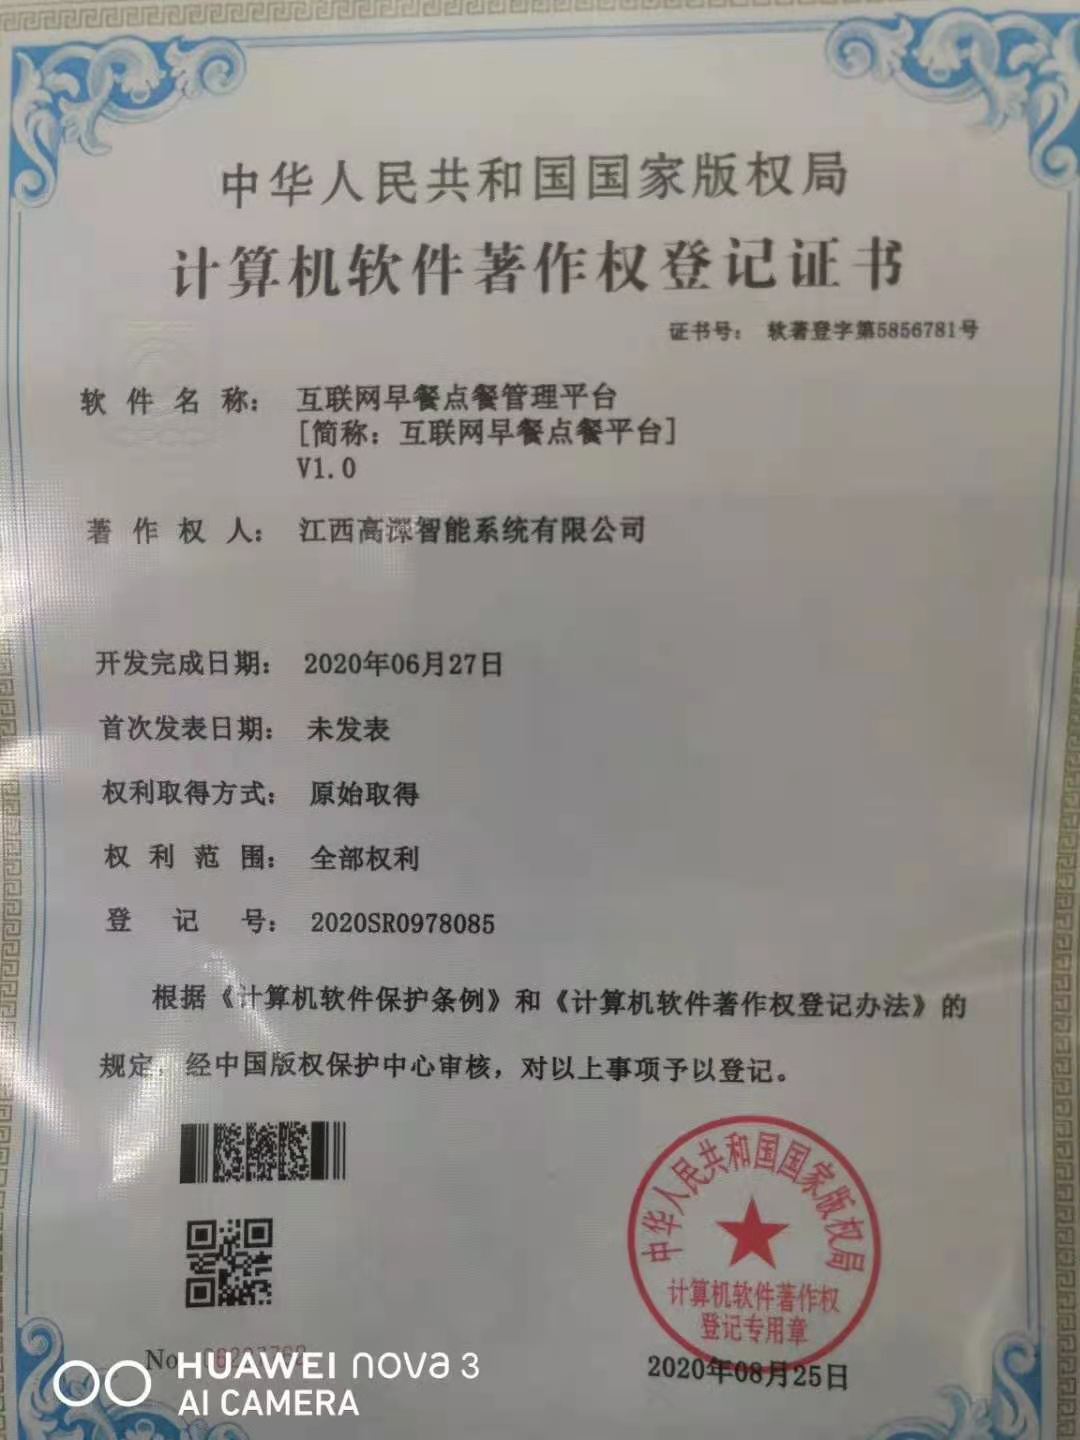 中华人民共和国国家版权局
计算机软件著作权登记证书
证书号： 软著登字第5856781号
软件名称： 互联网早餐点餐管理平台
[简称：互联网早餐点餐平台]
V1.0
著作权人： 江西高深智能系统有限公司
开发完成日期： 2020年06月27日
首次发表日期： 未发表
权利取得方式： 原始取得
权利范围： 全部权利
登记号： 2020SR0978085
根据《计算机软件保护条例》和《计算机软件著作权登记办法》的
规定，经中国版权保护中心审核，对以上事项予以登记。
中华人民共和国国家版权局
计算机软件著作权
登记专用章
2020年08月25日
No.
HUAWEI nova 3
AI CAMERA